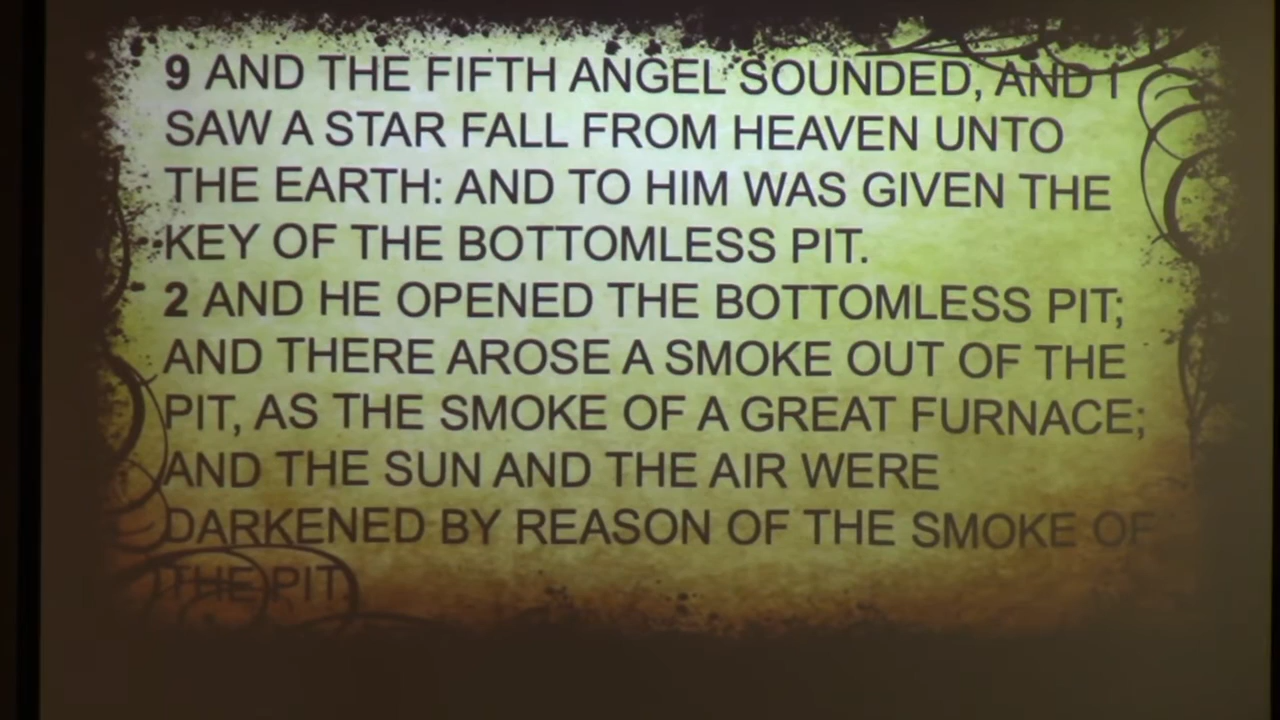 9 AND THE FIFTH ANGEL SOUNDED, AND I
SAW A STAR FALL FROM HEAVEN UNTO
THE EARTH: AND TO HIM WAS GIVEN THE
KEY OF THE BOTTOMLESS PIT.
2 AND HE OPENED THE BOTTOMLESS PIT;
AND THERE AROSE A SMOKE OUT OF THE
PIT, AS THE SMOKE OF A GREAT FURNACE;
AND THE SUN AND THE AIR WERE
DARKENED BY REASON OF THE SMOKE OF
THE PIT.